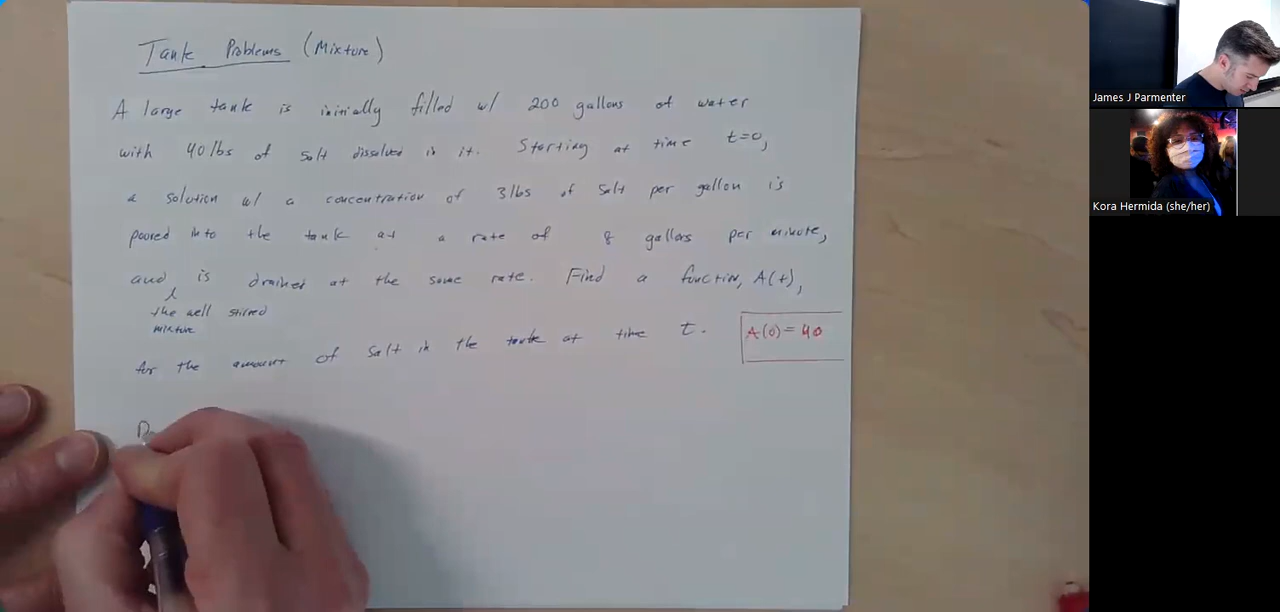 Tank Problems (Mixture)
A large tank is initially filled w/ 200 gallons of water
with 40 lbs of salt dissolved in it. Starting at time t=0,
a solution w/ a concentration of 3 lbs of salt per gallon is
poured into the tank at a rate of 8 gallons per minute,
and is drained at the same rate. Find a function, A(t),
the well stirred
mixture
for the amount of salt in the tank at time t.
A(0) = 40
James J Parmenter
Kora Hermida (she/her)